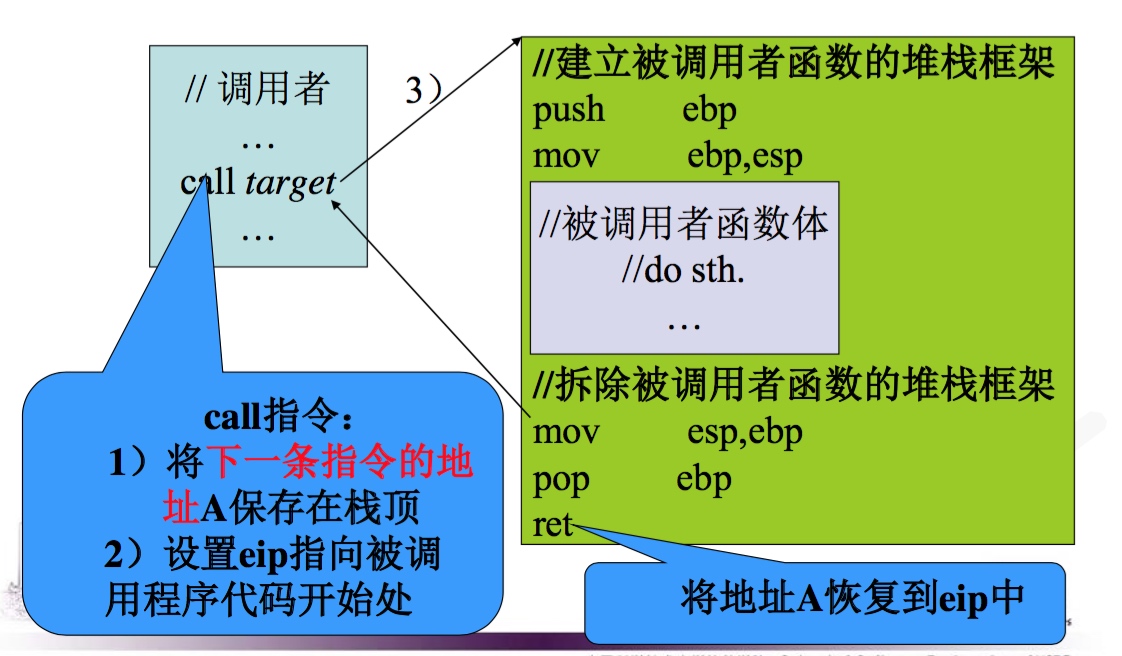 // 调用者
…
call target
…
3）
//建立被调用者函数的堆栈框架
push ebp
mov ebp,esp
//被调用者函数体
//do sth.
…
//拆除被调用者函数的堆栈框架
mov esp,ebp
pop ebp
ret
call指令：
1）将下一条指令的地
址A保存在栈顶
2）设置eip指向被调
用程序代码开始处
将地址A恢复到eip中